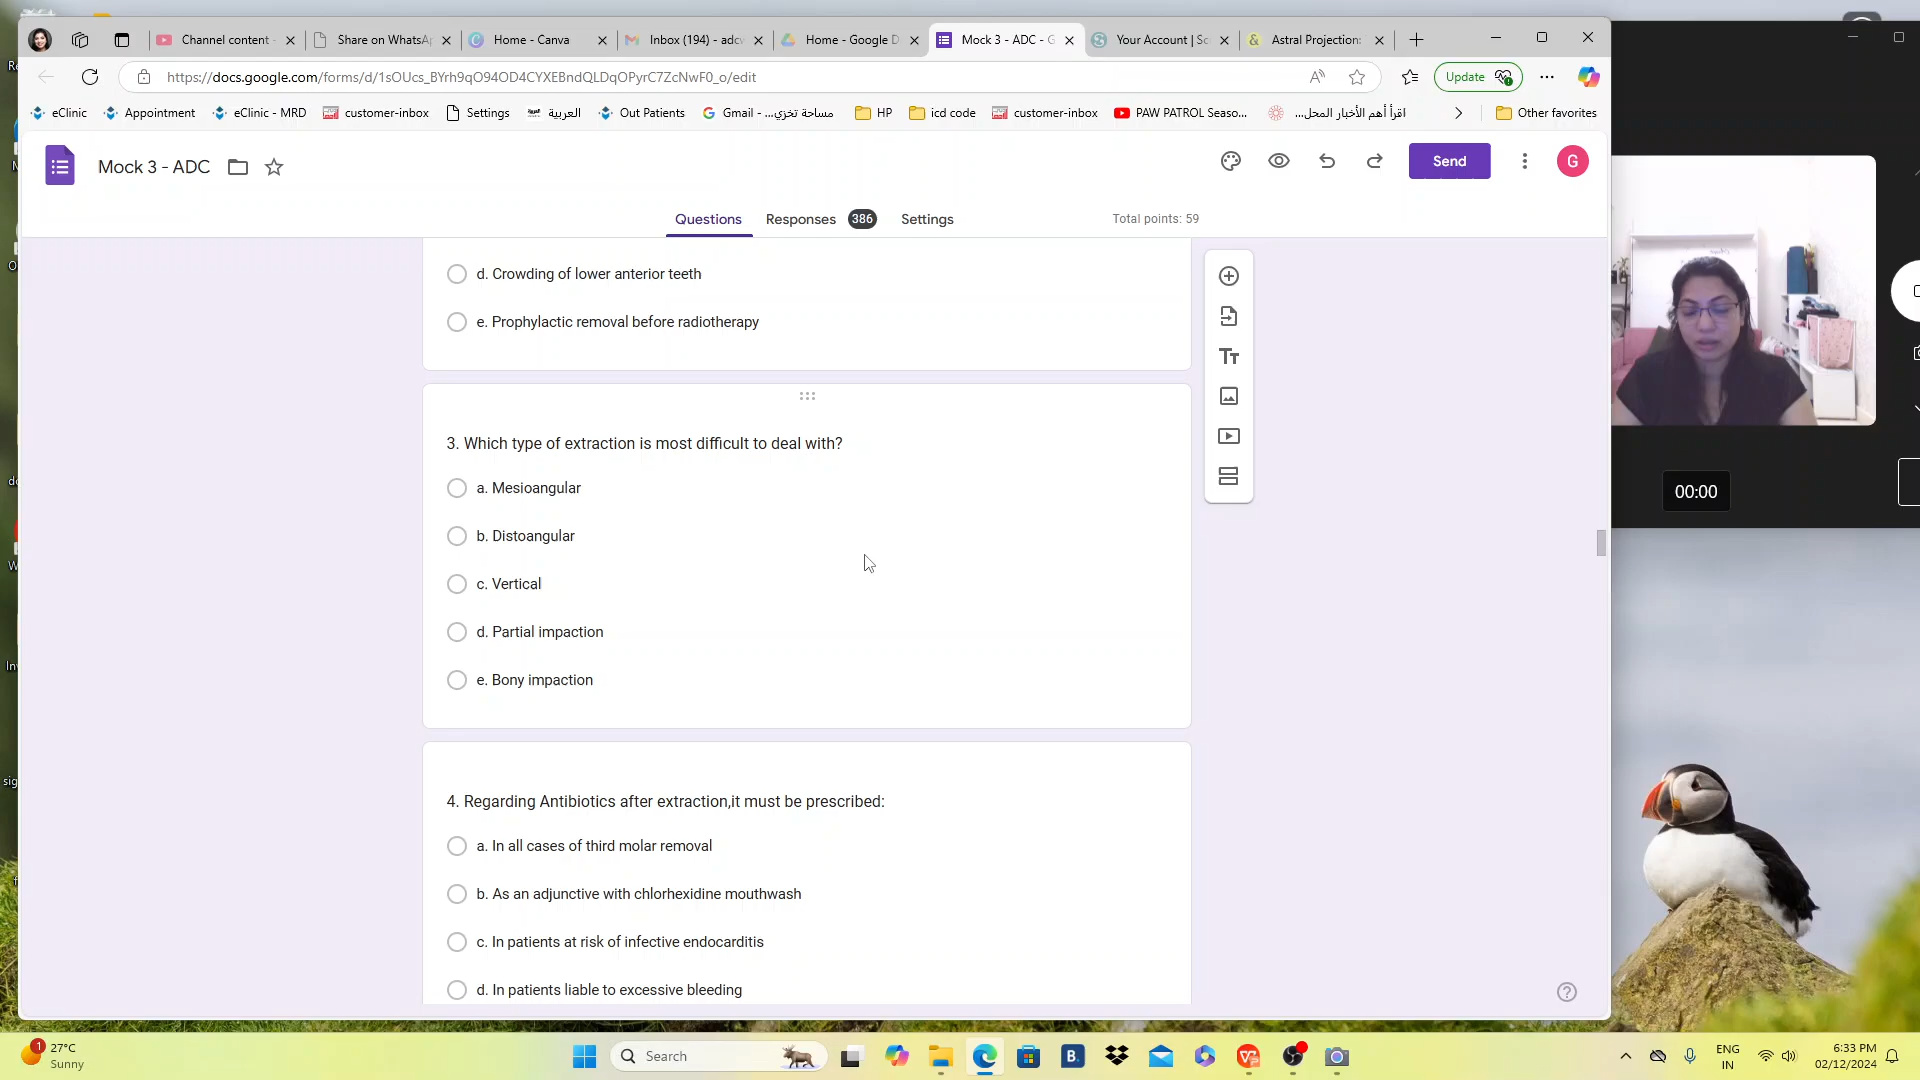 Channel content -
Share on WhatsA
Home - Canva
Inbox (194) - adc
Home - Google D
Mock 3 - ADC - G
Your Account | Sc
Astral Projection:
https://docs.google.com/forms/d/1sOUcs_BYrh9qO94OD4CYXEBndQLDqOPyrC7ZcNwF0_o/edit
Update
eClinic
Appointment
eClinic - MRD
customer-inbox
Settings
العربية
Out Patients
Gmail - مساحة تخزي...
HP
icd code
customer-inbox
PAW PATROL Seaso...
اقرأ أهم الأخبار المحل...
Other favorites
Mock 3 - ADC
Send
G
Questions
Responses 386
Settings
Total points: 59
d. Crowding of lower anterior teeth
e. Prophylactic removal before radiotherapy
3. Which type of extraction is most difficult to deal with?
a. Mesioangular
b. Distoangular
c. Vertical
d. Partial impaction
e. Bony impaction
4. Regarding Antibiotics after extraction,it must be prescribed:
a. In all cases of third molar removal
b. As an adjunctive with chlorhexidine mouthwash
c. In patients at risk of infective endocarditis
d. In patients liable to excessive bleeding
00:00
1
27°C
Sunny
Search
ENG
IN
6:33 PM
02/12/2024